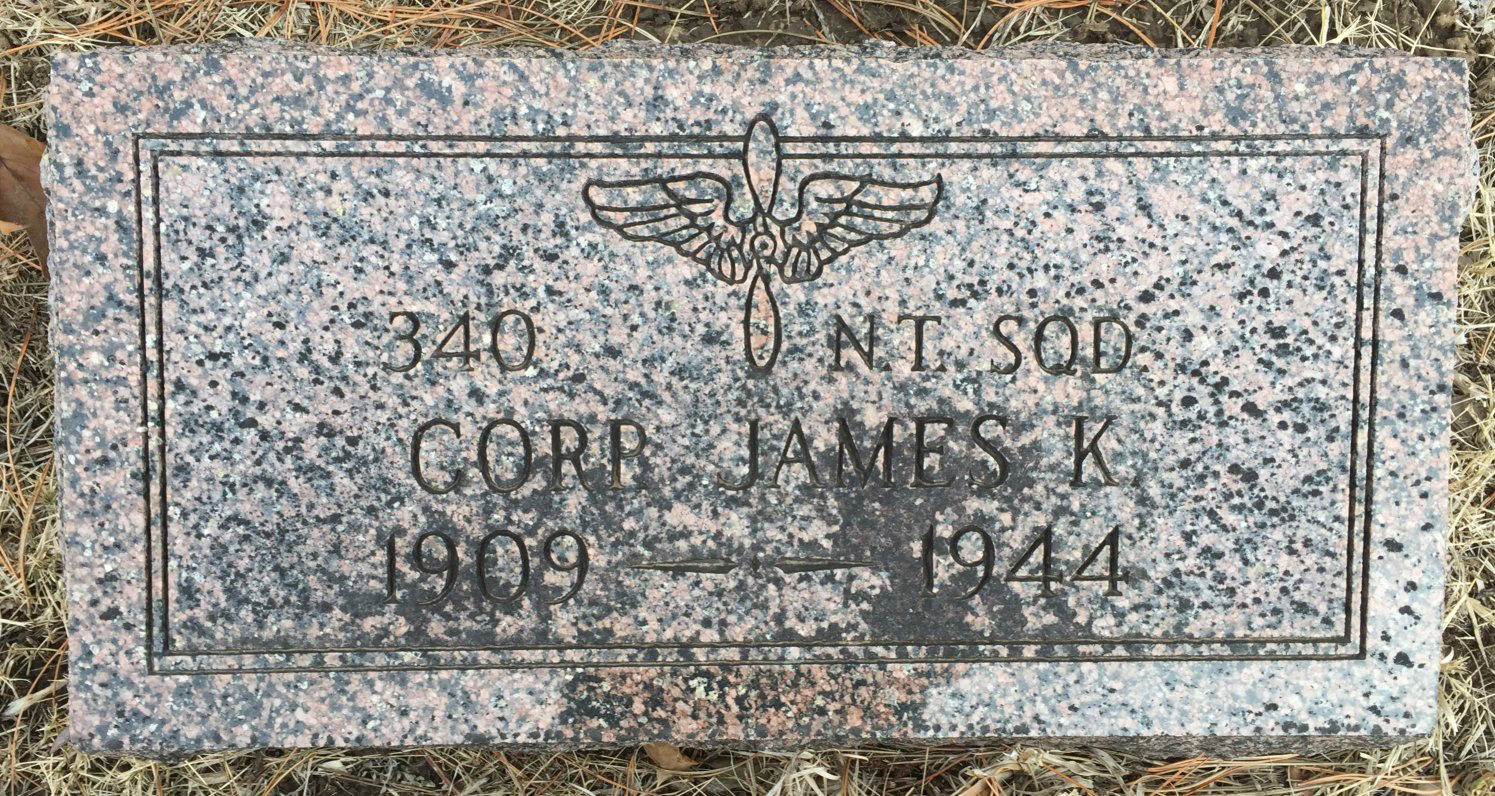 340 N.T. SQD.
CORP. JAMES K.
1909 — 1944